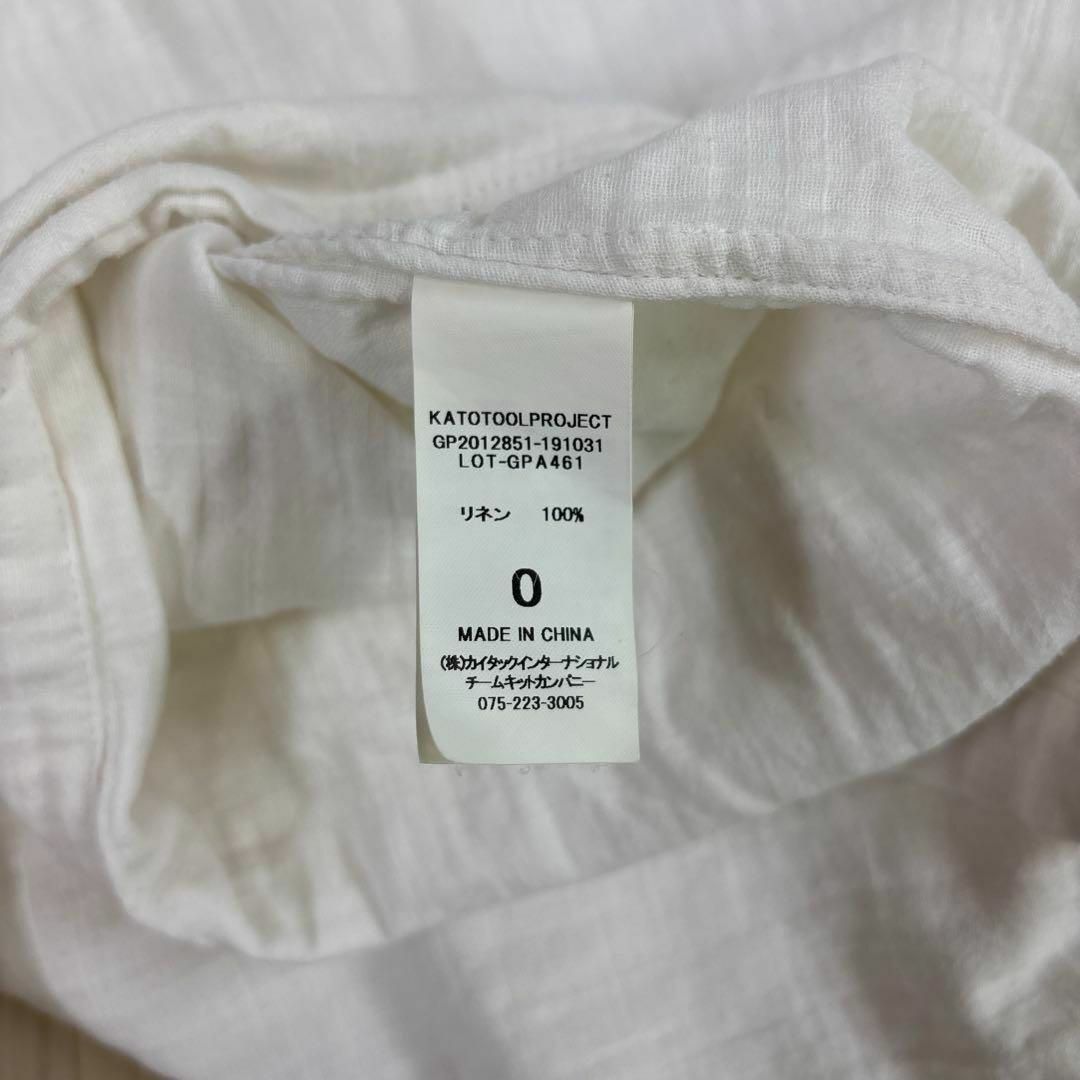 KATOTOOLPROJECT
GP2012851-191031
LOT-GPA461
リネン 100%
0
MADE IN CHINA
(株)カイタックインターナショナル
チームキットカンパニー
075-223-3005